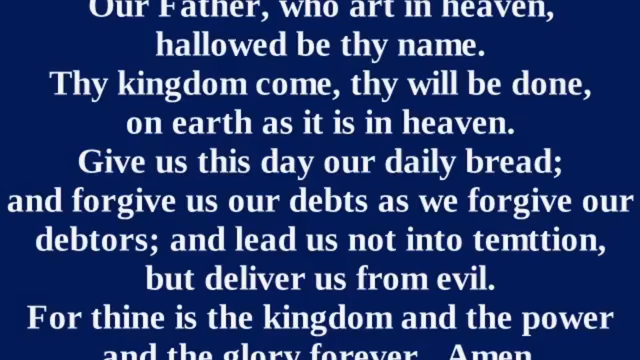 Our Father, who art in heaven,
hallowed be thy name.
Thy kingdom come, thy will be done,
on earth as it is in heaven.
Give us this day our daily bread;
and forgive us our debts as we forgive our
debtors; and lead us not into temttion,
but deliver us from evil.
For thine is the kingdom and the power
and the glory forever. Amen